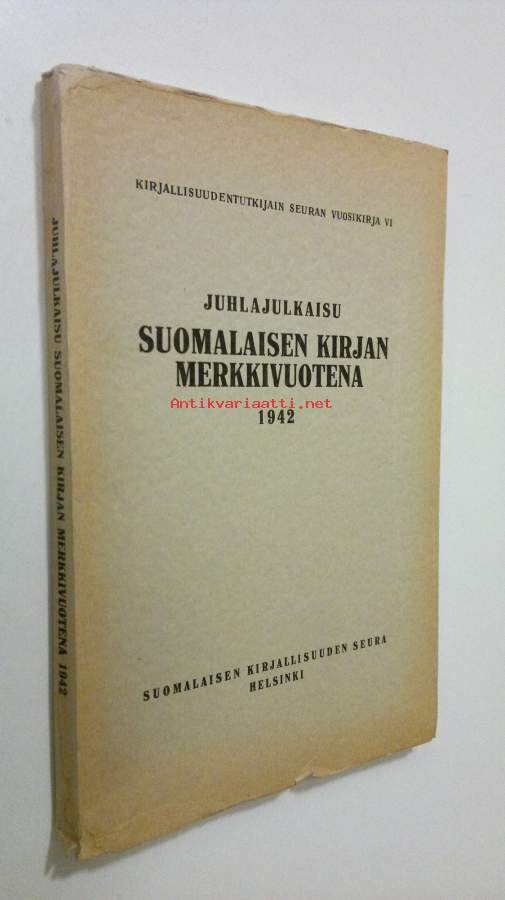 KIRJALLISUUDENTUTKIJAIN SEURAN VUOSIKIRJA VI
JUHLAJULKAISU
SUOMALAISEN KIRJAN
MERKKIVUOTENA
Antikvariaatti.net
1942
SUOMALAISEN KIRJALLISUUDEN SEURA
HELSINKI
JUHLAJULKAISU SUOMALAISEN KIRJAN MERKKIVUOTENA 1942